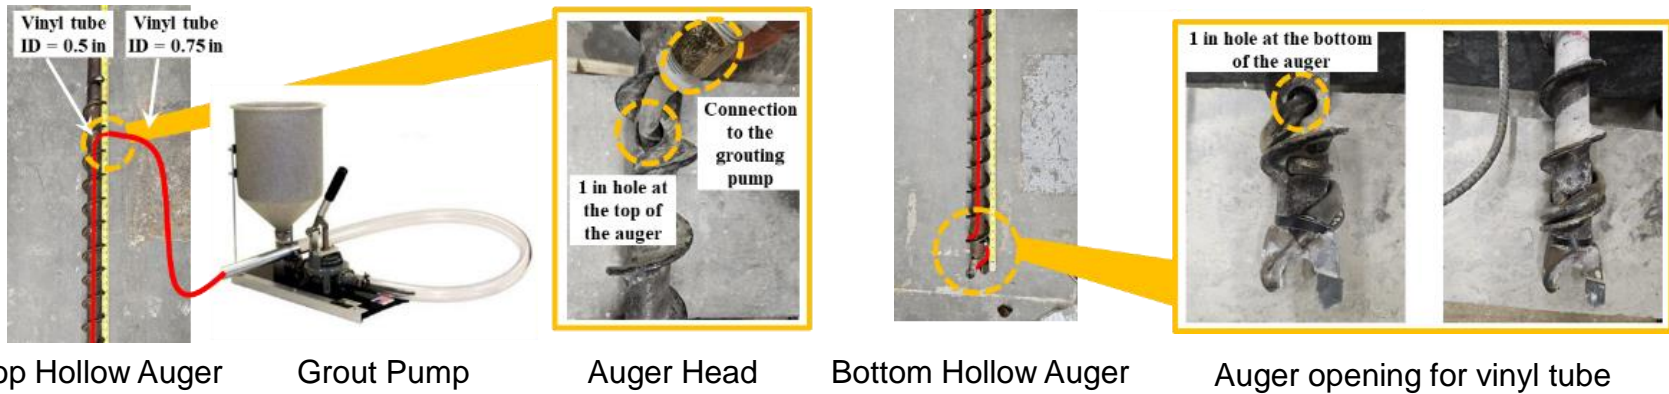 Vinyl tube
ID = 0.5 in
Vinyl tube
ID = 0.75 in
Connection
to the
grouting
pump
1 in hole at
the top of
the auger
1 in hole at the bottom
of the auger
op Hollow Auger
Grout Pump
Auger Head
Bottom Hollow Auger
Auger opening for vinyl tube